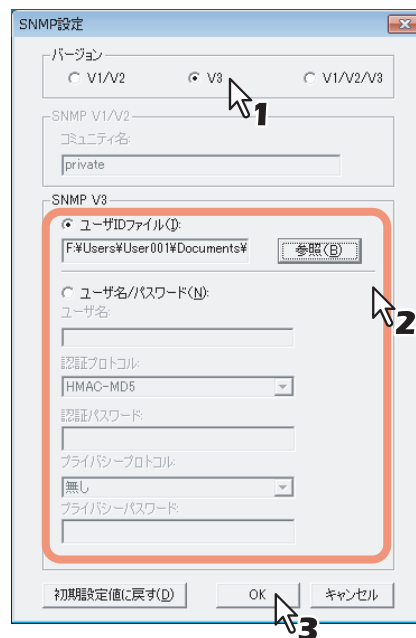 SNMP設定
バージョン
V1/V2 V3 V1/V2/V3
1
SNMP V1/V2
コミュニティ名:
private
SNMP V3
ユーザIDファイル(I):
F:¥Users¥User001¥Documents¥ 参照(B)
ユーザ名/パスワード(N):
ユーザ名:
2
認証プロトコル:
HMAC-MD5
認証パスワード:
プライバシープロトコル:
無し
プライバシーパスワード:
初期設定値に戻す(D) OK キャンセル
3